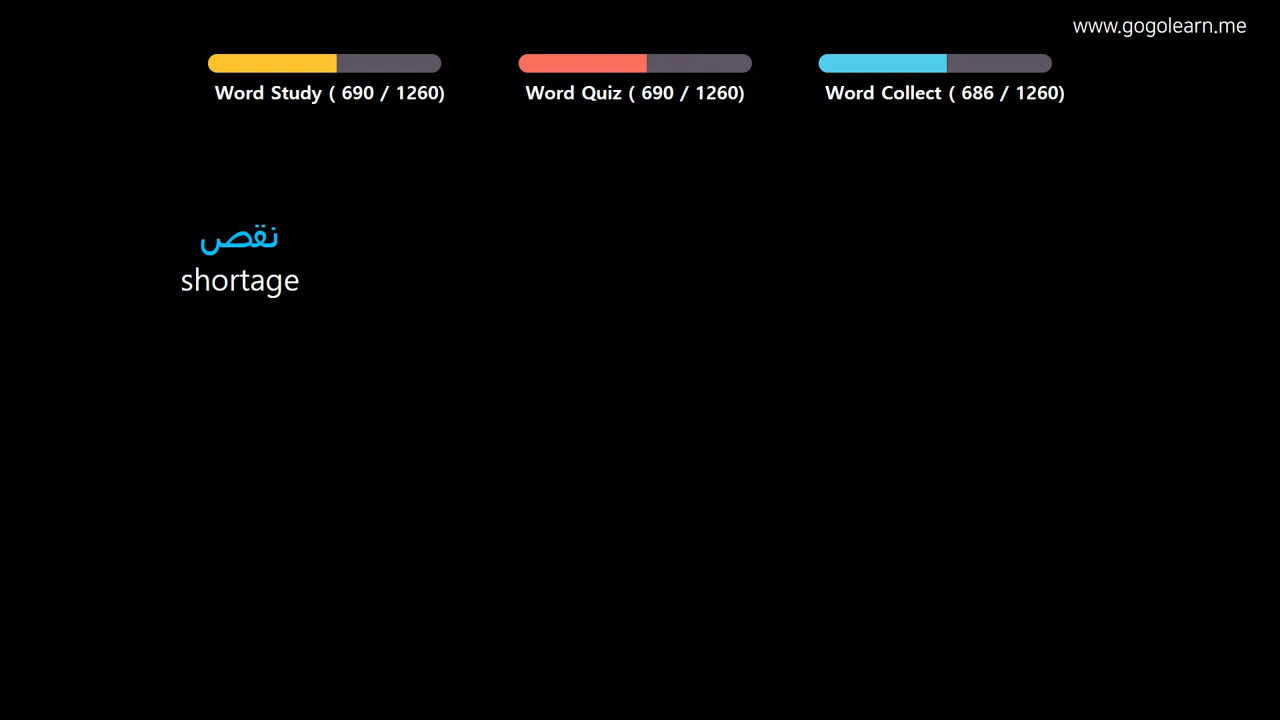 www.gogolearn.me
Word Study ( 690 / 1260)
Word Quiz ( 690 / 1260)
Word Collect ( 686 / 1260)
نقص
shortage